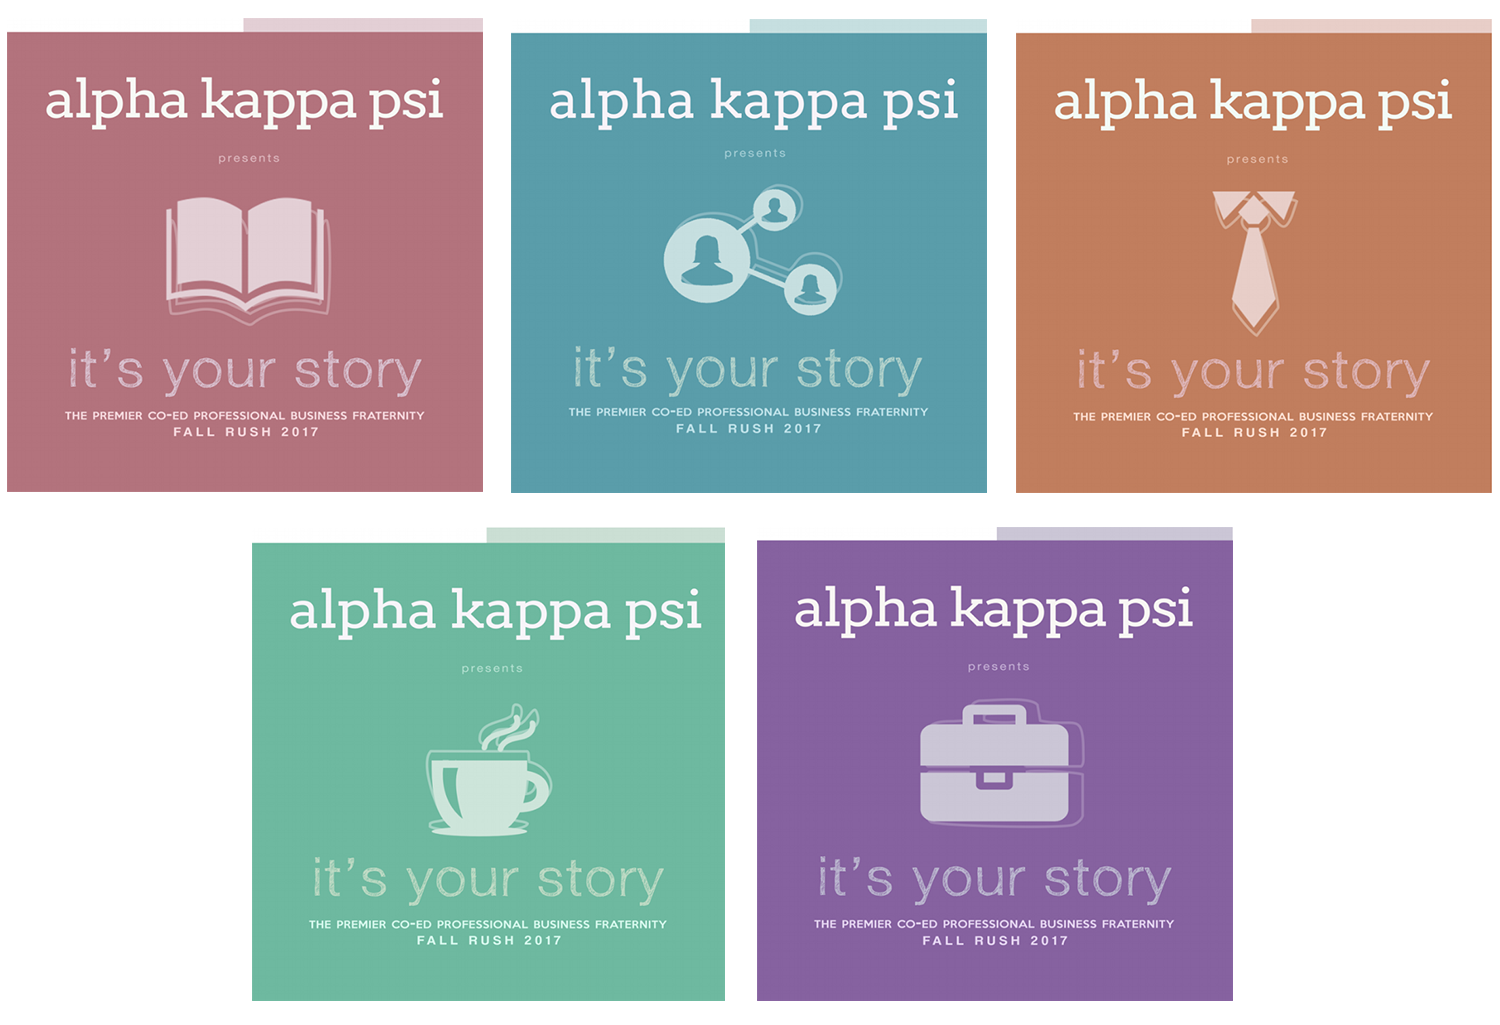 alpha kappa psi
presents
it's your story
THE PREMIER CO-ED PROFESSIONAL BUSINESS FRATERNITY
FALL RUSH 2017
alpha kappa psi
presents
it's your story
THE PREMIER CO-ED PROFESSIONAL BUSINESS FRATERNITY
FALL RUSH 2017
alpha kappa psi
presents
it's your story
THE PREMIER CO-ED PROFESSIONAL BUSINESS FRATERNITY
FALL RUSH 2017
alpha kappa psi
presents
it's your story
THE PREMIER CO-ED PROFESSIONAL BUSINESS FRATERNITY
FALL RUSH 2017
alpha kappa psi
presents
it's your story
THE PREMIER CO-ED PROFESSIONAL BUSINESS FRATERNITY
FALL RUSH 2017